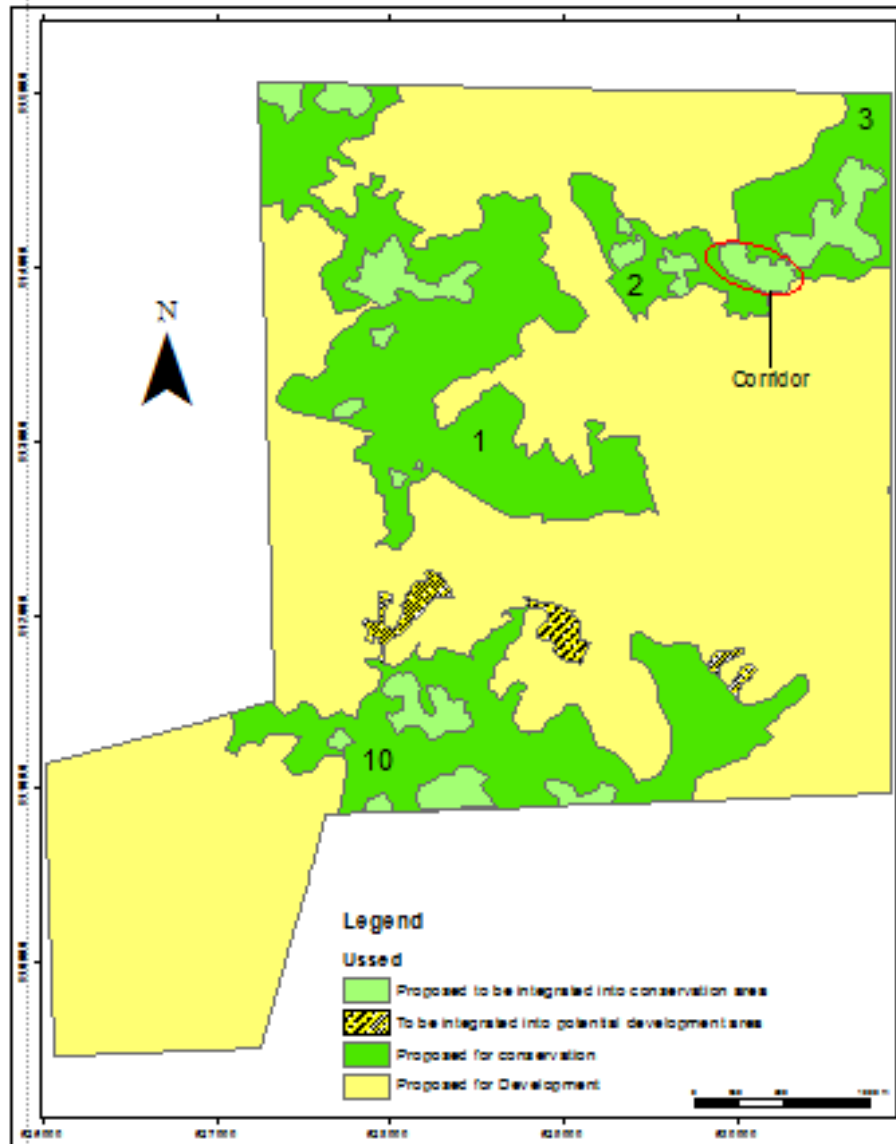 3
2
Corridor
N
1
10
Legend
Ussed
Proposed to be integrated into conservation area
To be integrated into potential development area
Proposed for conservation
Proposed for Development